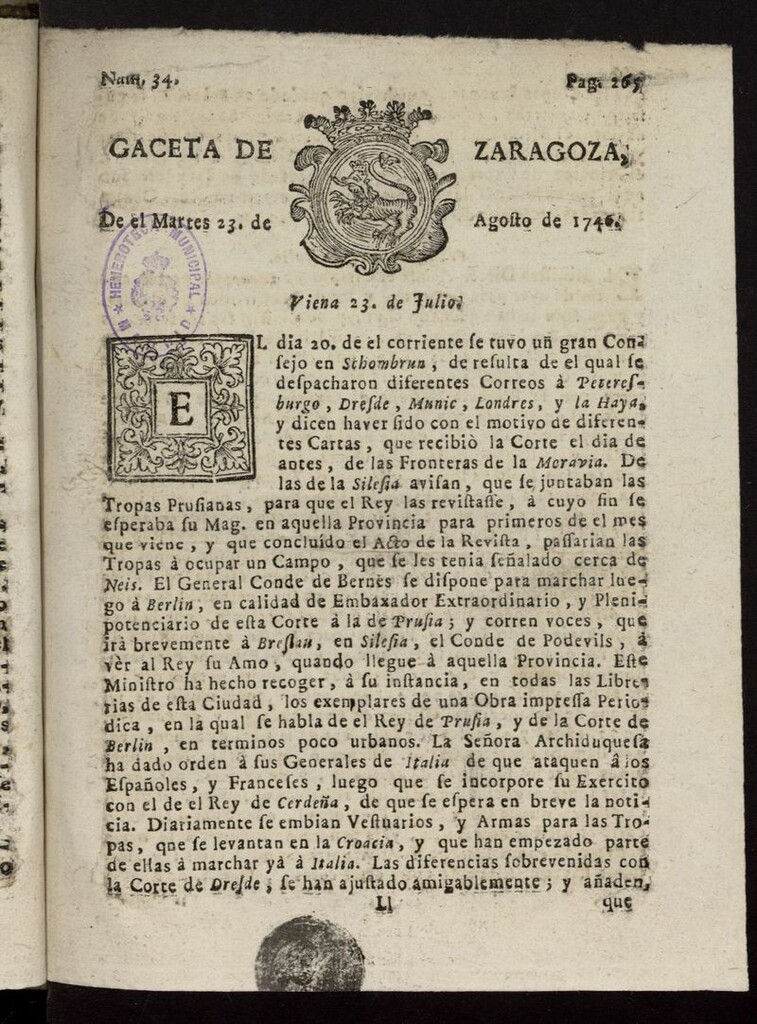 Num. 34.
Pag. 265
GACETA DE ZARAGOZA,
De el Martes 23. de Agoſto de 1746.
HEMEROTECA MUNICIPAL
Viena 23. de Julio.
EL dia 20. de el corriente ſe tuvo un gran Con-
ſejo en Schombrun, de reſulta de el qual ſe
deſpacharon diferentes Correos à Petereſ-
burgo, Dreſde, Munic, Londres, y la Haya,
y dicen haver ſido con el motivo de diferen-
tes Cartas, que recibiò la Corte el dia de
antes, de las Fronteras de la Moravia. De
las de la Sileſia aviſan, que ſe juntaban las
Tropas Pruſianas, para que el Rey las reviſtaſſe, à cuyo fin ſe
eſperaba ſu Mag. en aquella Provincia para primeros de el mes
que viene, y que concluído el Acto de la Reviſta, paſſarian las
Tropas à ocupar un Campo, que ſe les tenia ſeñalado cerca de
Neis. El General Conde de Bernès ſe diſpone para marchar lue-
go à Berlin, en calidad de Embaxador Extraordinario, y Pleni-
potenciario de eſta Corte à la de Pruſia; y corren voces, que
irà brevemente à Breſlau, en Sileſia, el Conde de Podevils, à
vèr al Rey ſu Amo, quando llegue à aquella Provincia. Eſte
Miniſtro ha hecho recoger, à ſu inſtancia, en todas las Libre-
rias de eſta Ciudad, los exemplares de una Obra impreſſa Perio-
dica, en la qual ſe habla de el Rey de Pruſia, y de la Corte de
Berlin, en terminos poco urbanos. La Señora Archiduqueſa
ha dado orden à ſus Generales de Italia de que ataquen à los
Eſpañoles, y Franceſes, luego que ſe incorpore ſu Exercito
con el de el Rey de Cerdeña, de que ſe eſpera en breve la noti-
cia. Diariamente ſe embian Veſtuarios, y Armas para las Tro-
pas, qne ſe levantan en la Croacia, y que han empezado parte
de ellas à marchar yà à Italia. Las diferencias ſobrevenidas con
la Corte de Dreſde, ſe han ajuſtado amigablemente; y añaden,
Ll
que